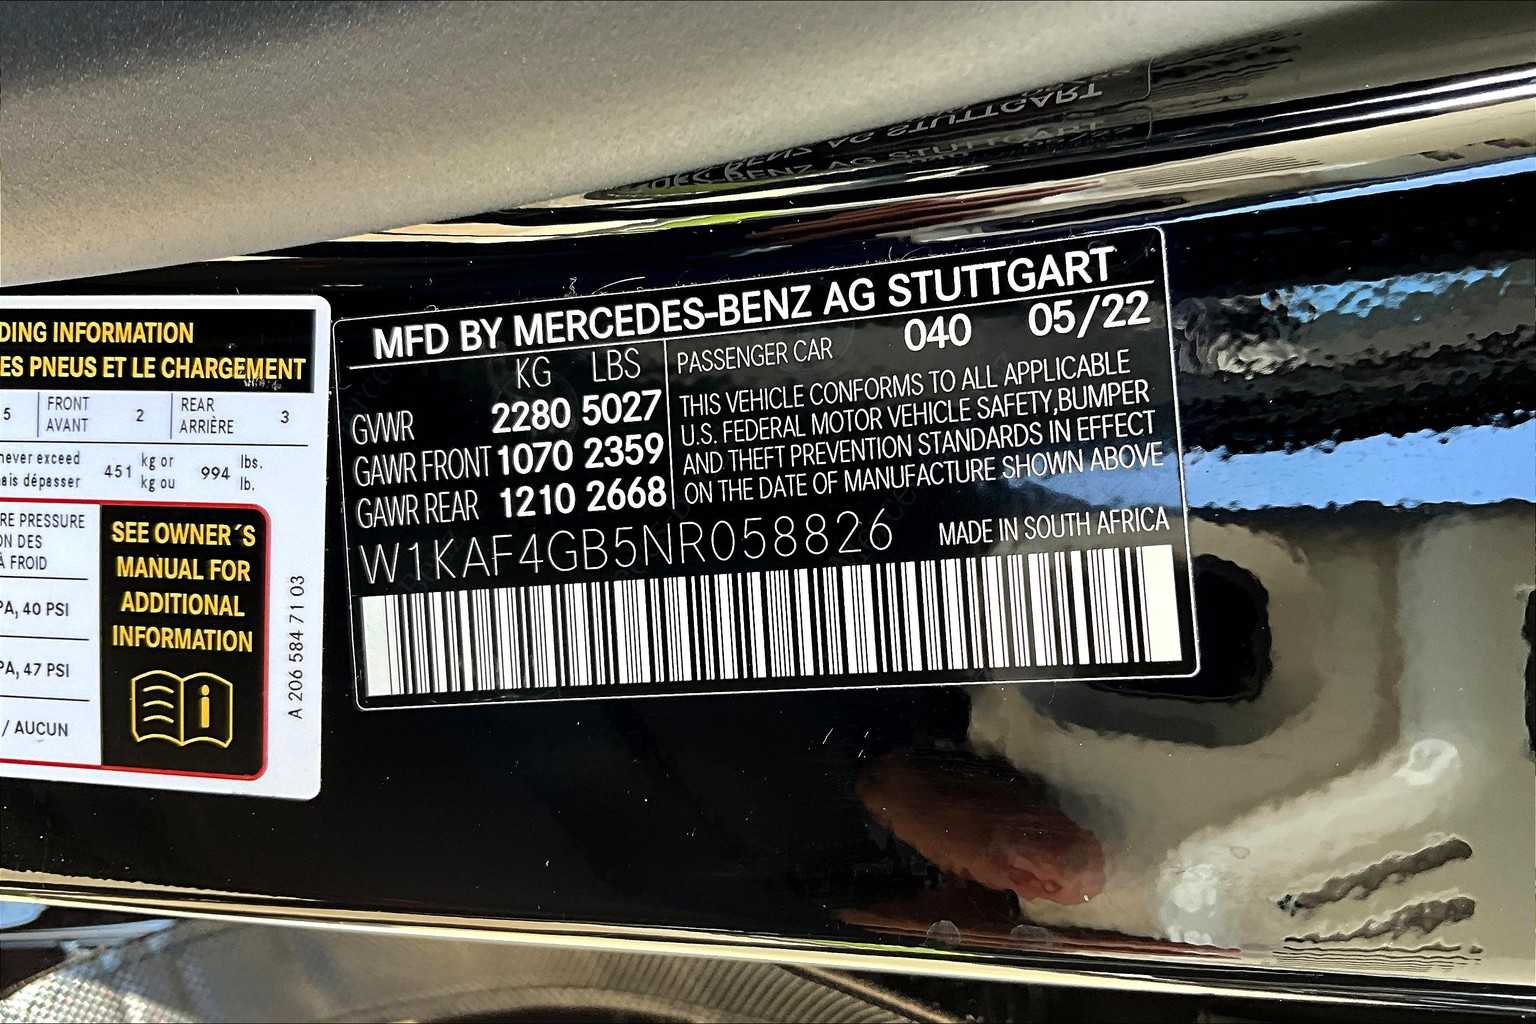 DING INFORMATION
ES PNEUS ET LE CHARGEMENT
5 FRONT AVANT 2 REAR ARRIÈRE 3
never exceed 451 kg or 994 lbs.
ais dépasser kg ou lb.
RE PRESSURE
ON DES
À FROID
PA, 40 PSI
PA, 47 PSI
/ AUCUN
SEE OWNER´S
MANUAL FOR
ADDITIONAL
INFORMATION
i
A 206 584 71 03
MFD BY MERCEDES-BENZ AG STUTTGART
KG LBS
GVWR 2280 5027
GAWR FRONT 1070 2359
GAWR REAR 1210 2668
PASSENGER CAR 040 05/22
THIS VEHICLE CONFORMS TO ALL APPLICABLE
U.S. FEDERAL MOTOR VEHICLE SAFETY,BUMPER
AND THEFT PREVENTION STANDARDS IN EFFECT
ON THE DATE OF MANUFACTURE SHOWN ABOVE
W1KAF4GB5NR058826 MADE IN SOUTH AFRICA